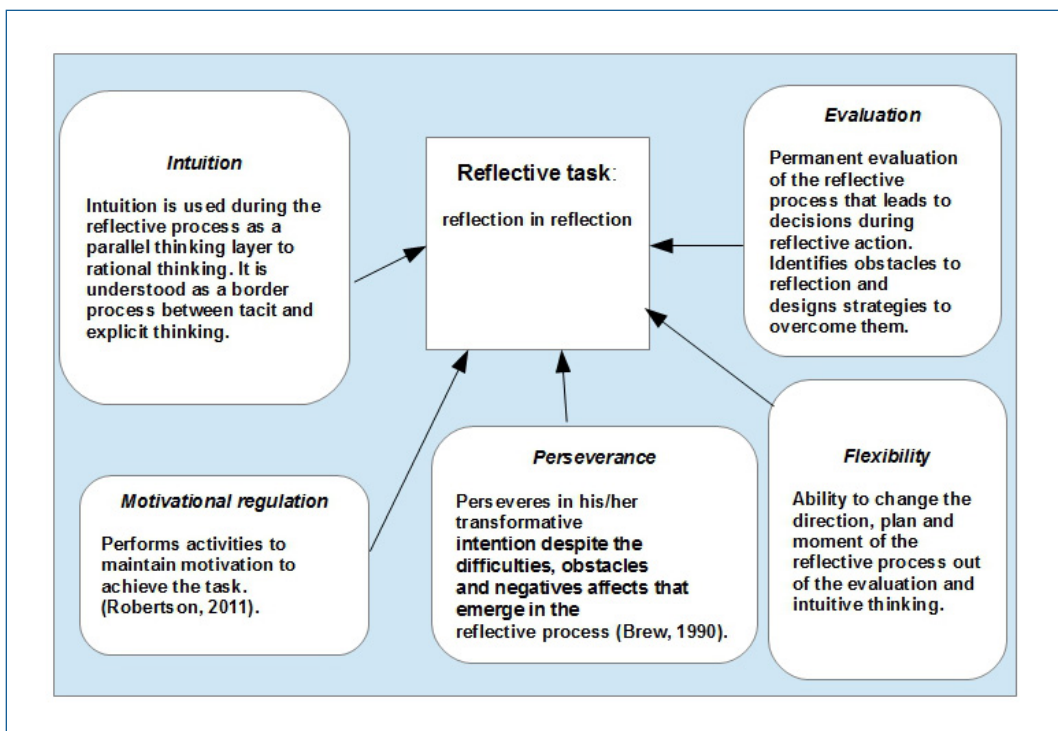 Intuition
Intuition is used during the
reflective process as a
parallel thinking layer to
rational thinking. It is
understood as a border
process between tacit and
explicit thinking.
Reflective task:
reflection in reflection
Evaluation
Permanent evaluation
of the reflective
process that leads to
decisions during
reflective action.
Identifies obstacles to
reflection and
designs strategies to
overcome them.
Motivational regulation
Performs activities to
maintain motivation to
achieve the task.
(Robertson, 2011).
Perseverance
Perseveres in his/her
transformative
intention despite the
difficulties, obstacles
and negatives affects that
emerge in the
reflective process (Brew, 1990).
Flexibility
Ability to change the
direction, plan and
moment of the
reflective process out
of the evaluation and
intuitive thinking.